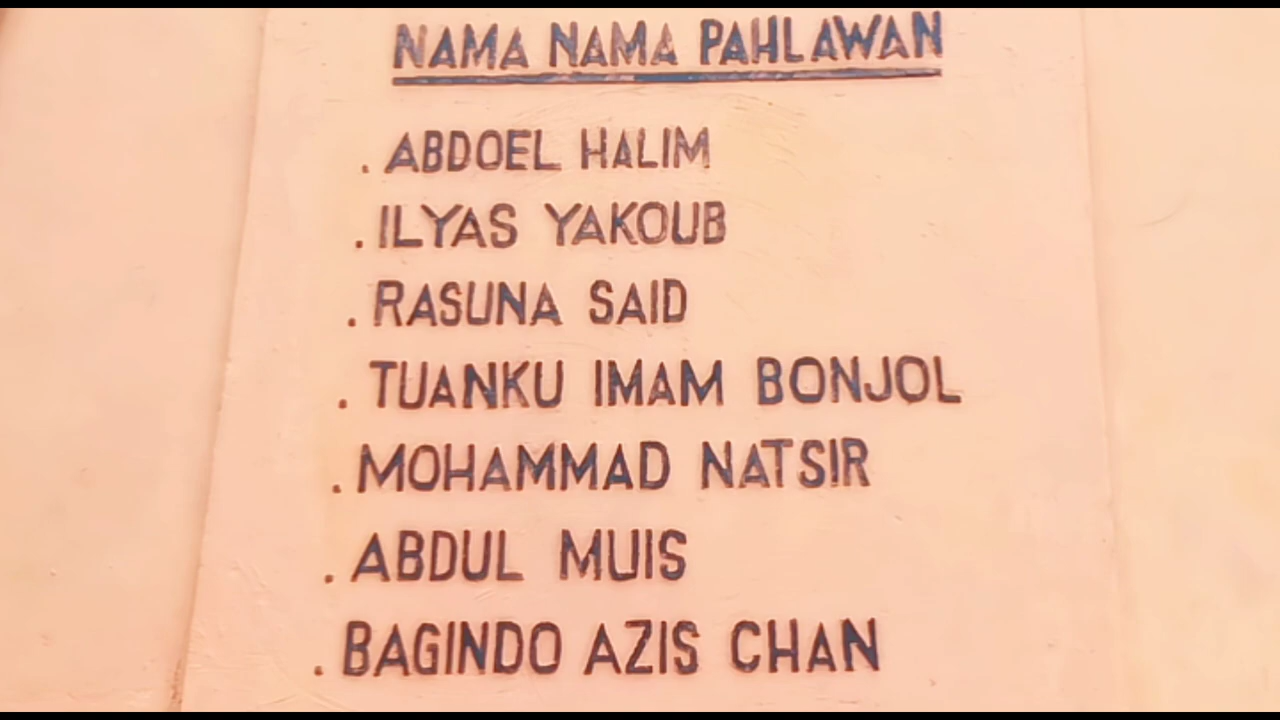 NAMA NAMA PAHLAWAN
. ABDOEL HALIM
. ILYAS YAKOUB
. RASUNA SAID
. TUANKU IMAM BONJOL
. MOHAMMAD NATSIR
. ABDUL MUIS
. BAGINDO AZIS CHAN